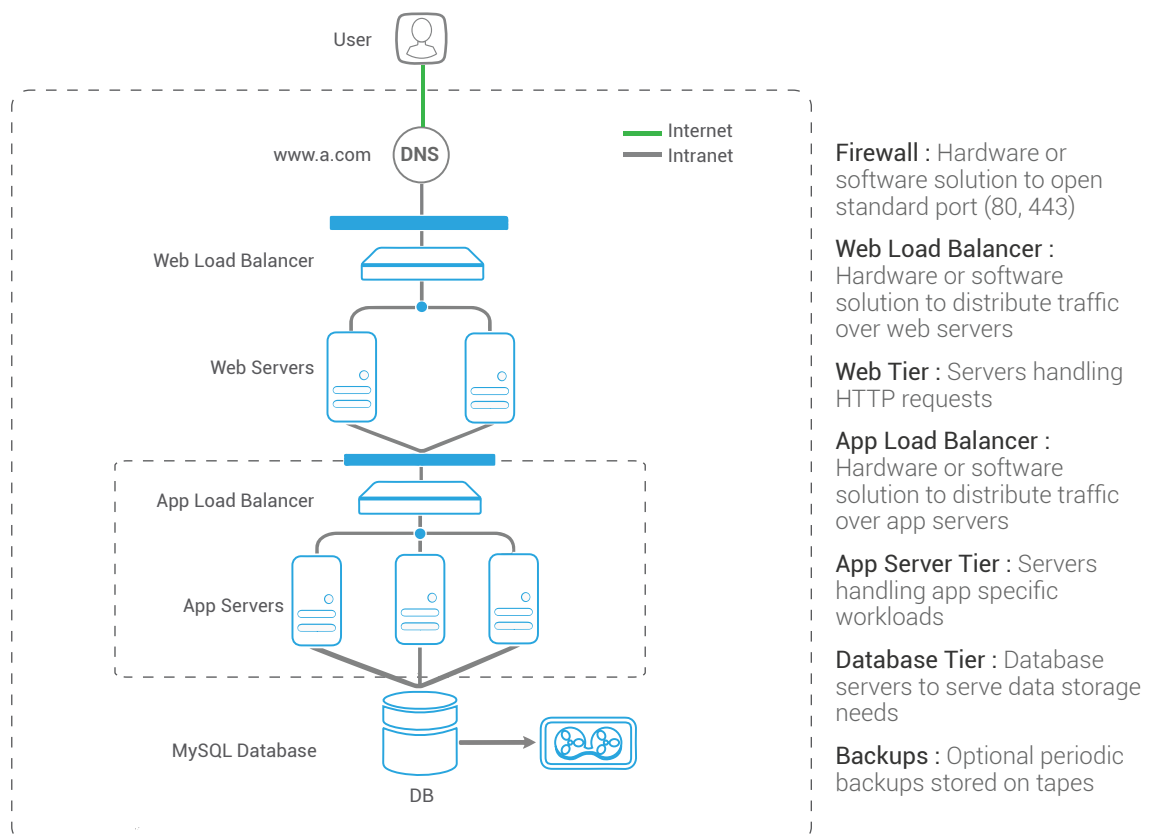 User
www.a.com
DNS
Internet
Intranet
Web Load Balancer
Web Servers
App Load Balancer
App Servers
MySQL Database
DB
Firewall : Hardware or
software solution to open
standard port (80, 443)
Web Load Balancer :
Hardware or software
solution to distribute traffic
over web servers
Web Tier : Servers handling
HTTP requests
App Load Balancer :
Hardware or software
solution to distribute traffic
over app servers
App Server Tier : Servers
handling app specific
workloads
Database Tier : Database
servers to serve data storage
needs
Backups : Optional periodic
backups stored on tapes